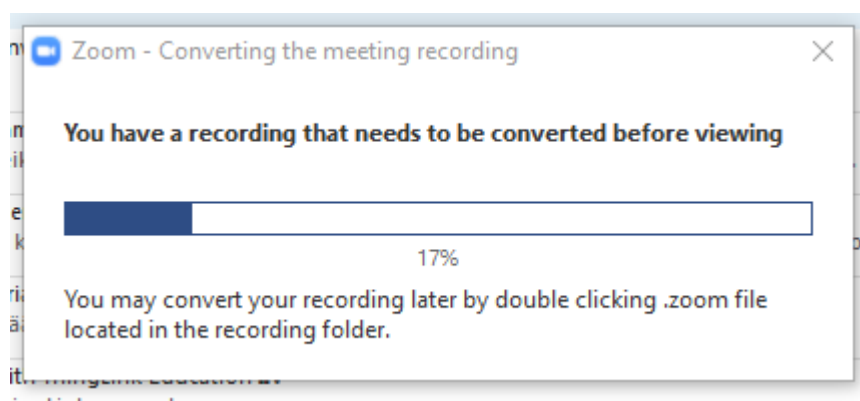 Zoom - Converting the meeting recording
You have a recording that needs to be converted before viewing
17%
You may convert your recording later by double clicking .zoom file
located in the recording folder.